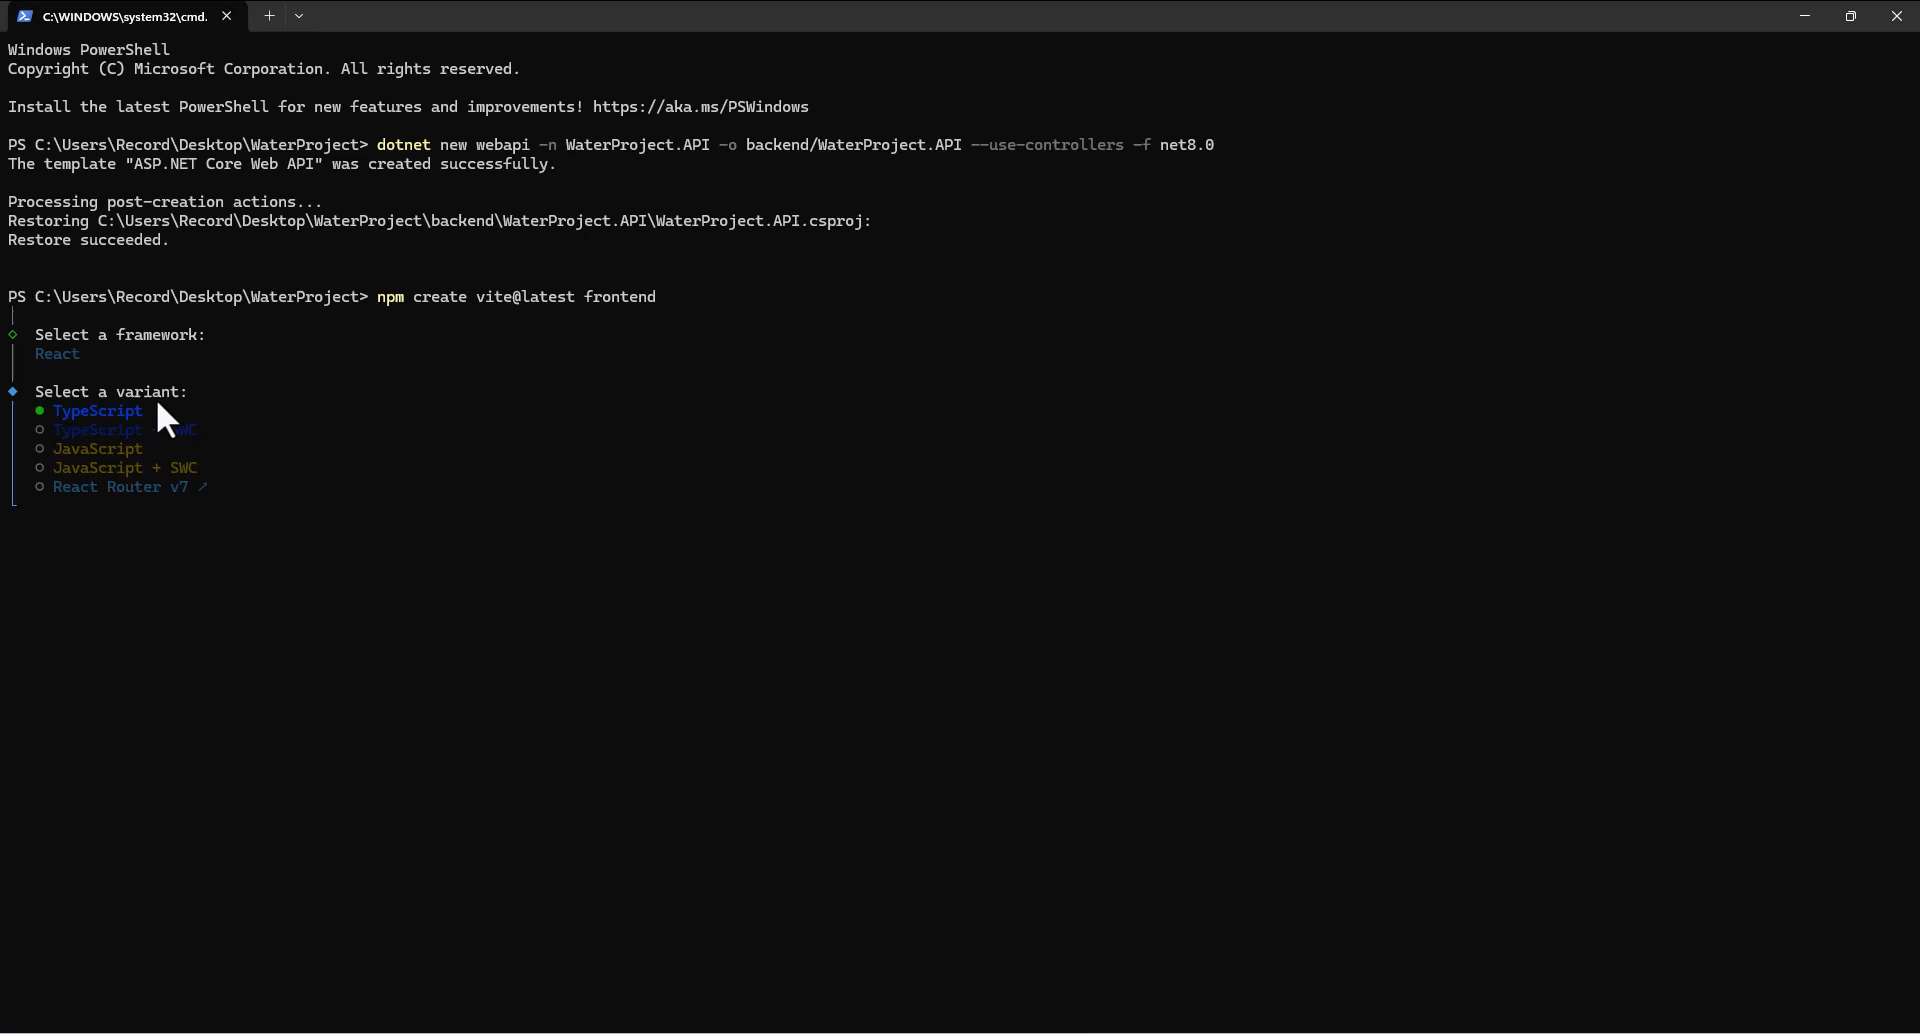 C:\WINDOWS\system32\cmd.
Windows PowerShell
Copyright (C) Microsoft Corporation. All rights reserved.
Install the latest PowerShell for new features and improvements! https://aka.ms/PSWindows
PS C:\Users\Record\Desktop\WaterProject> dotnet new webapi -n WaterProject.API -o backend/WaterProject.API --use-controllers -f net8.0
The template "ASP.NET Core Web API" was created successfully.
Processing post-creation actions...
Restoring C:\Users\Record\Desktop\WaterProject\backend\WaterProject.API\WaterProject.API.csproj:
Restore succeeded.
PS C:\Users\Record\Desktop\WaterProject> npm create vite@latest frontend
Select a framework:
React
Select a variant:
TypeScript
TypeScript
JavaScript
JavaScript + SWC
React Router v7 ↗